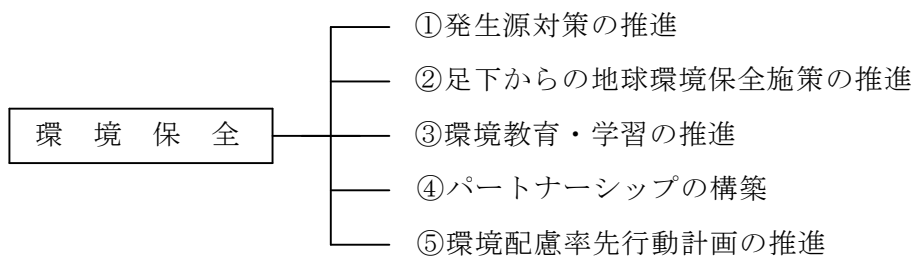 ①発生源対策の推進
②足下からの地球環境保全施策の推進
環境保全
③環境教育・学習の推進
④パートナーシップの構築
⑤環境配慮率先行動計画の推進